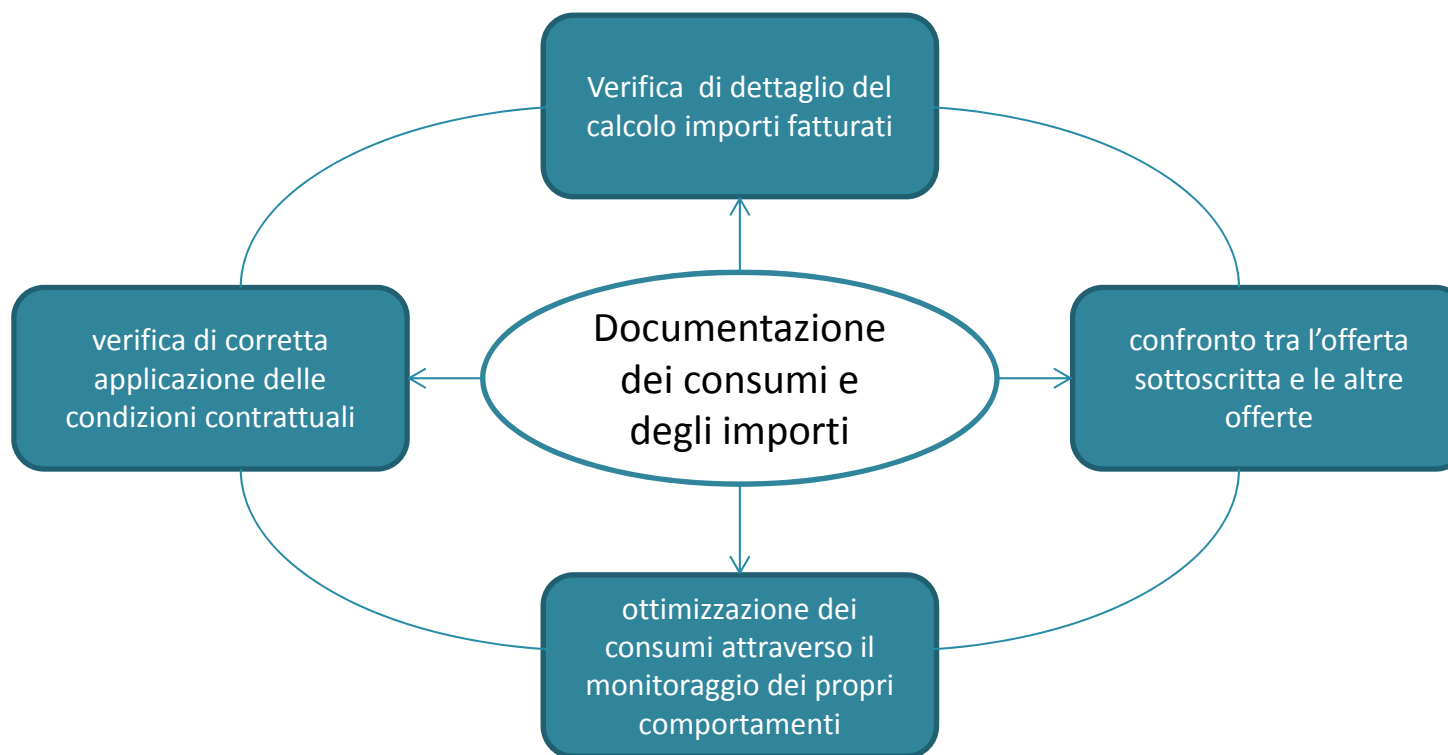 Verifica  di dettaglio del
calcolo importi fatturati
verifica di corretta
applicazione delle
condizioni contrattuali
Documentazione
dei consumi e
degli importi
confronto tra l’offerta
sottoscritta e le altre
offerte
ottimizzazione dei
consumi attraverso il
monitoraggio dei propri
comportamenti